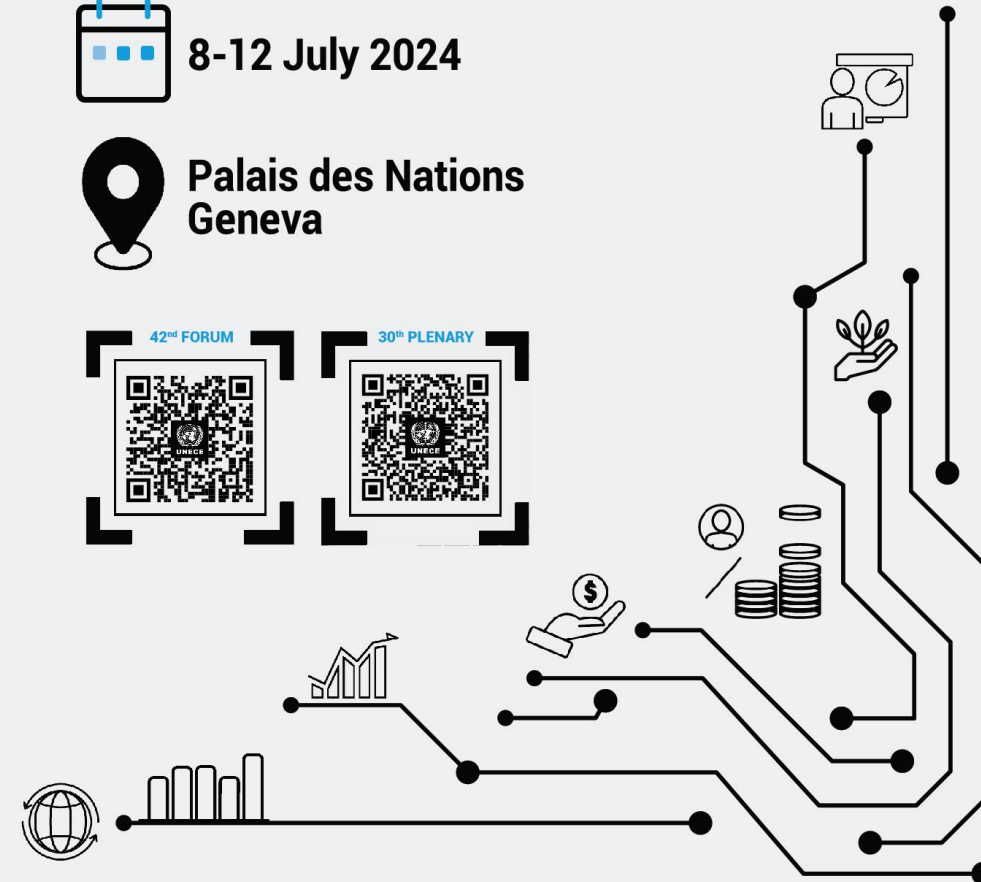 8-12 July 2024
Palais des Nations
Geneva
42nd FORUM
30th PLENARY
UNECE
UNECE
$